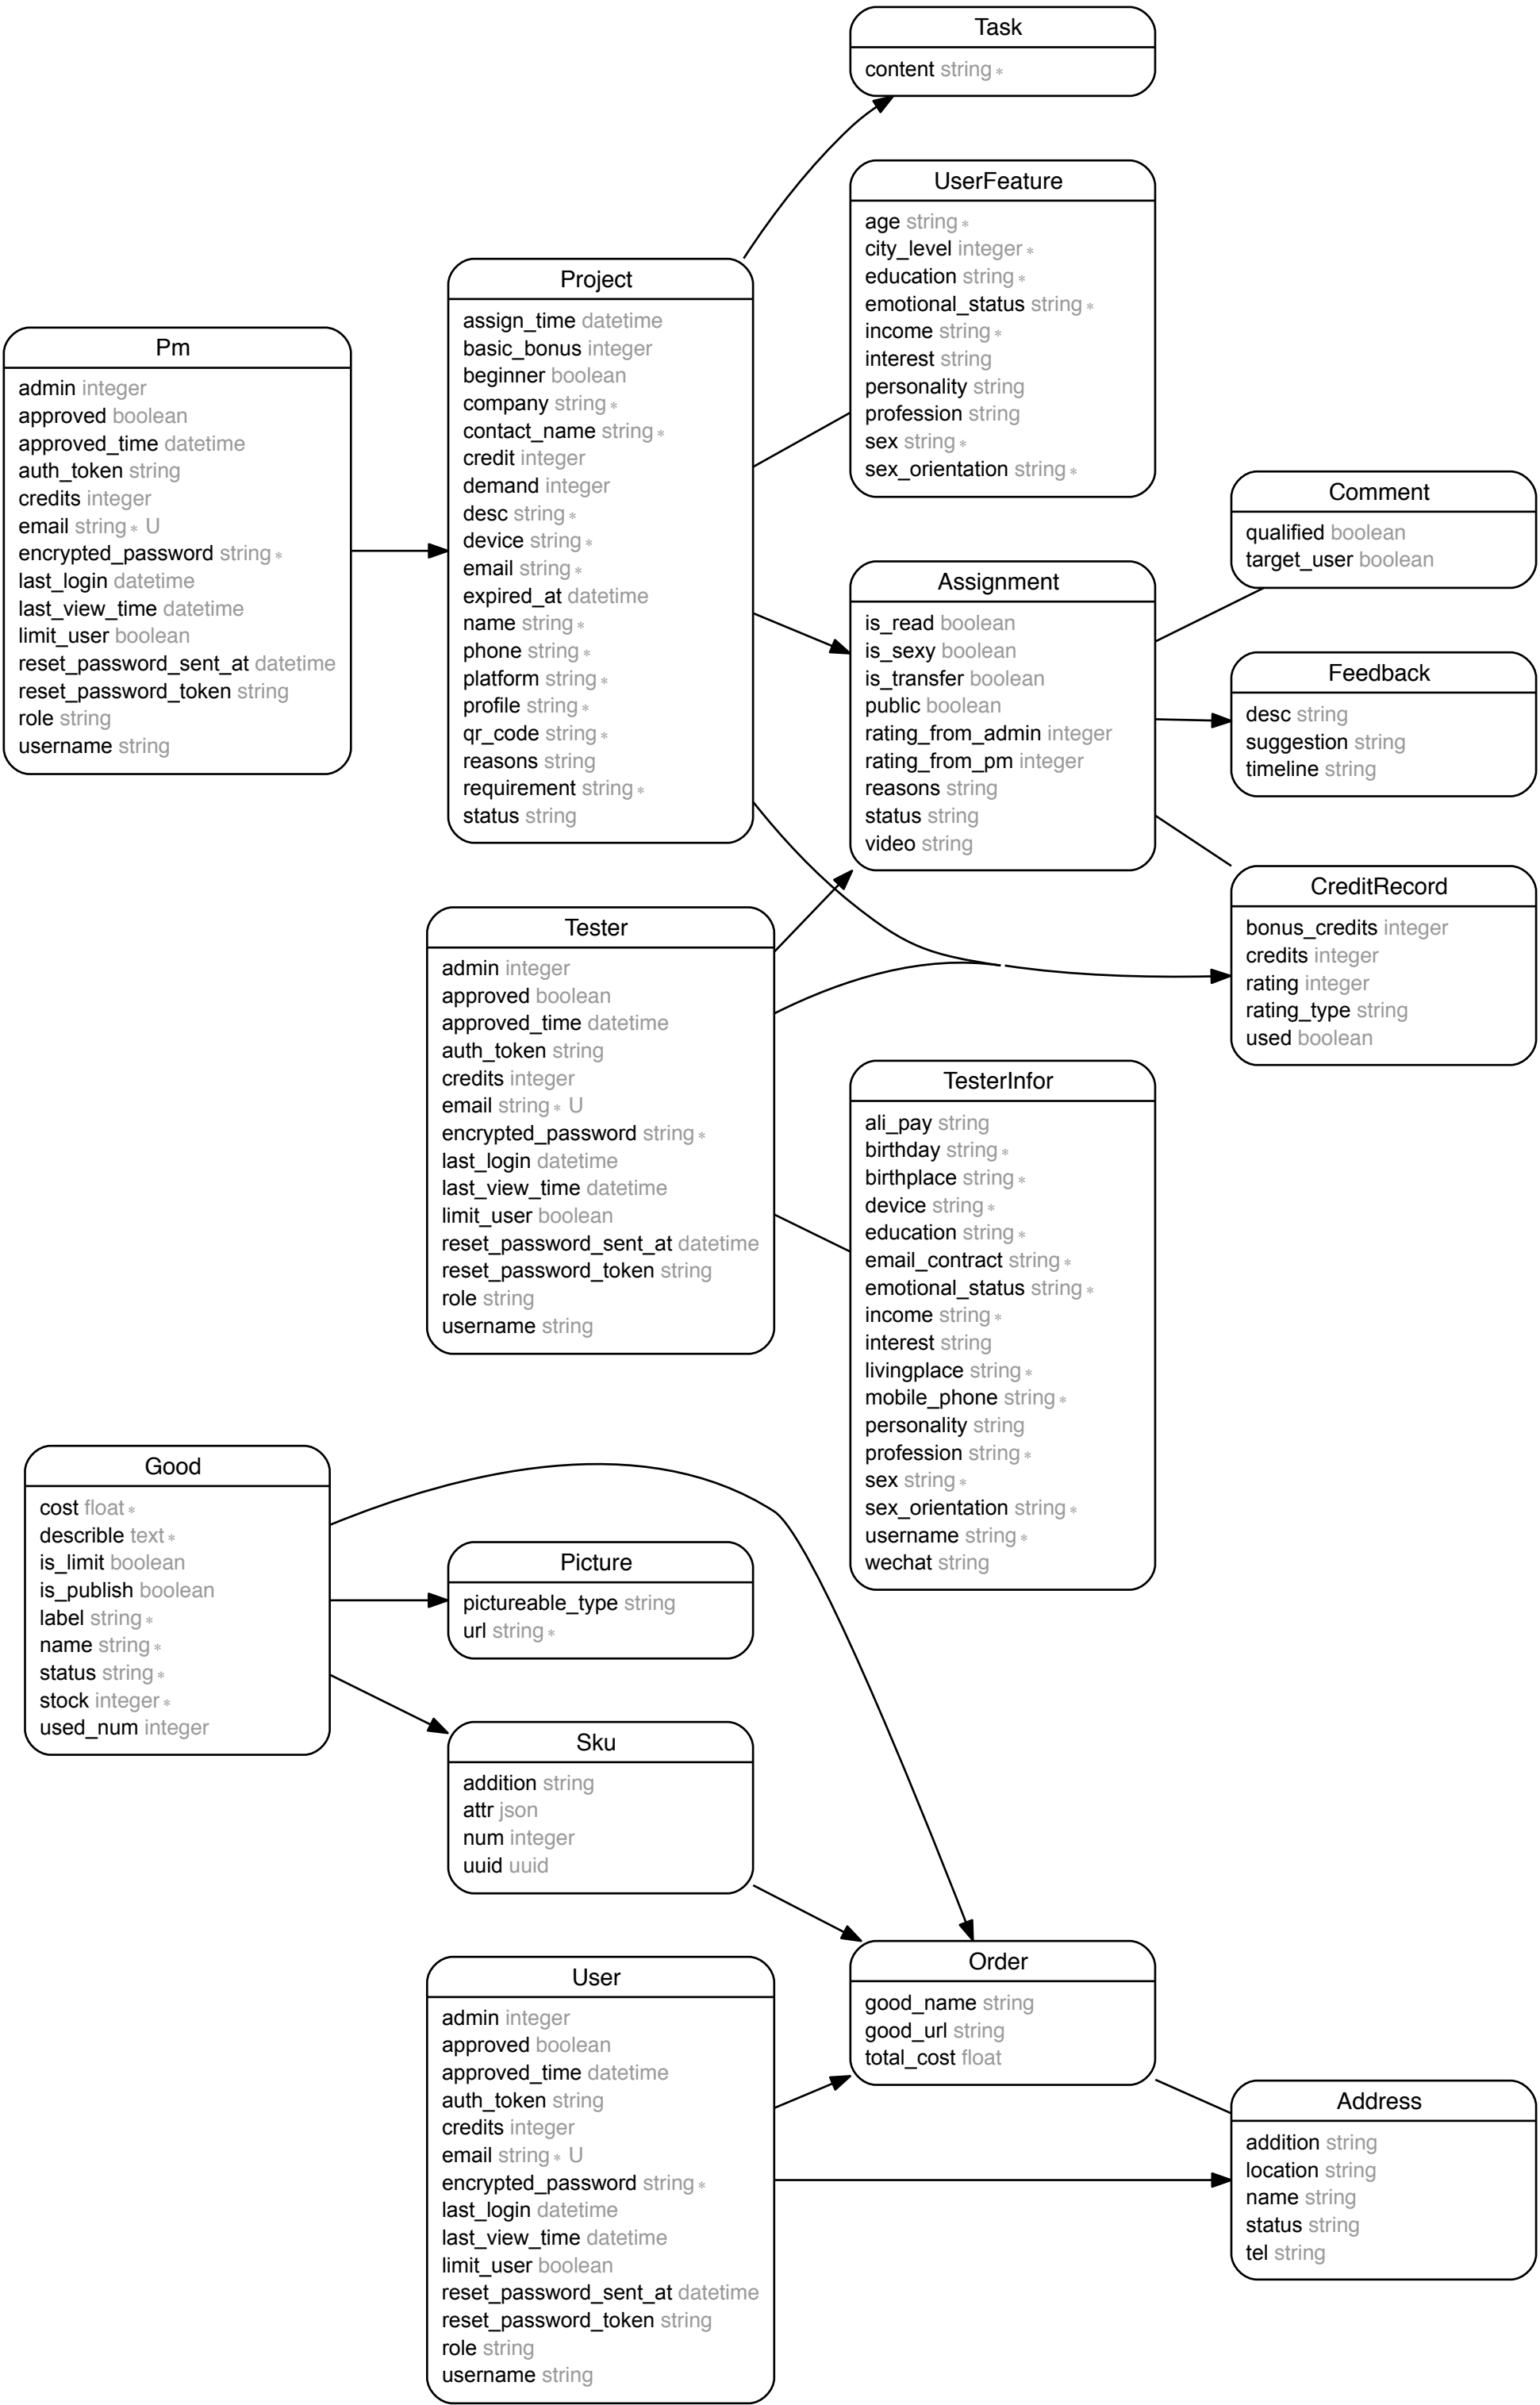 Task
content string *
UserFeature
age string *
city_level integer *
education string *
emotional_status string *
income string *
interest string
personality string
profession string
sex string *
sex_orientation string *
Project
assign_time datetime
basic_bonus integer
beginner boolean
company string *
contact_name string *
credit integer
demand integer
desc string *
device string *
email string *
expired_at datetime
name string *
phone string *
platform string *
profile string *
qr_code string *
reasons string
requirement string *
status string
Pm
admin integer
approved boolean
approved_time datetime
auth_token string
credits integer
email string * U
encrypted_password string *
last_login datetime
last_view_time datetime
limit_user boolean
reset_password_sent_at datetime
reset_password_token string
role string
username string
Comment
qualified boolean
target_user boolean
Assignment
is_read boolean
is_sexy boolean
is_transfer boolean
public boolean
rating_from_admin integer
rating_from_pm integer
reasons string
status string
video string
Feedback
desc string
suggestion string
timeline string
CreditRecord
bonus_credits integer
credits integer
rating integer
rating_type string
used boolean
Tester
admin integer
approved boolean
approved_time datetime
auth_token string
credits integer
email string * U
encrypted_password string *
last_login datetime
last_view_time datetime
limit_user boolean
reset_password_sent_at datetime
reset_password_token string
role string
username string
TesterInfor
ali_pay string
birthday string *
birthplace string *
device string *
education string *
email_contract string *
emotional_status string *
income string *
interest string
livingplace string *
mobile_phone string *
personality string
profession string *
sex string *
sex_orientation string *
username string *
wechat string
Good
cost float *
describle text *
is_limit boolean
is_publish boolean
label string *
name string *
status string *
stock integer *
used_num integer
Picture
pictureable_type string
url string *
Sku
addition string
attr json
num integer
uuid uuid
Order
good_name string
good_url string
total_cost float
User
admin integer
approved boolean
approved_time datetime
auth_token string
credits integer
email string * U
encrypted_password string *
last_login datetime
last_view_time datetime
limit_user boolean
reset_password_sent_at datetime
reset_password_token string
role string
username string
Address
addition string
location string
name string
status string
tel string